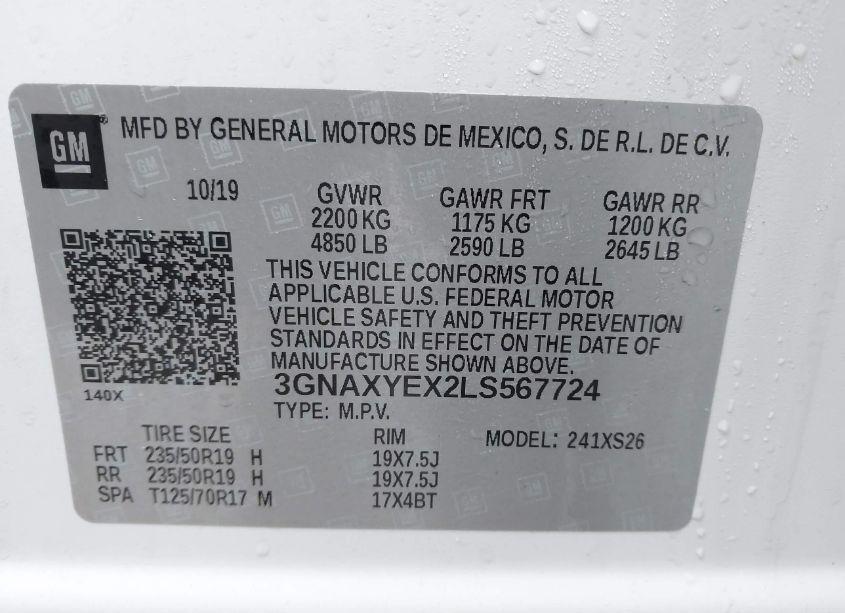 GM ® MFD BY GENERAL MOTORS DE MEXICO, S. DE R.L. DE C.V.
10/19 GVWR GAWR FRT GAWR RR
2200 KG 1175 KG 1200 KG
4850 LB 2590 LB 2645 LB
THIS VEHICLE CONFORMS TO ALL
APPLICABLE U.S. FEDERAL MOTOR
VEHICLE SAFETY AND THEFT PREVENTION
STANDARDS IN EFFECT ON THE DATE OF
MANUFACTURE SHOWN ABOVE.
3GNAXYEX2LS567724
140X
TYPE: M.P.V.
TIRE SIZE RIM MODEL: 241XS26
FRT 235/50R19 H 19X7.5J
RR 235/50R19 H 19X7.5J
SPA T125/70R17 M 17X4BT